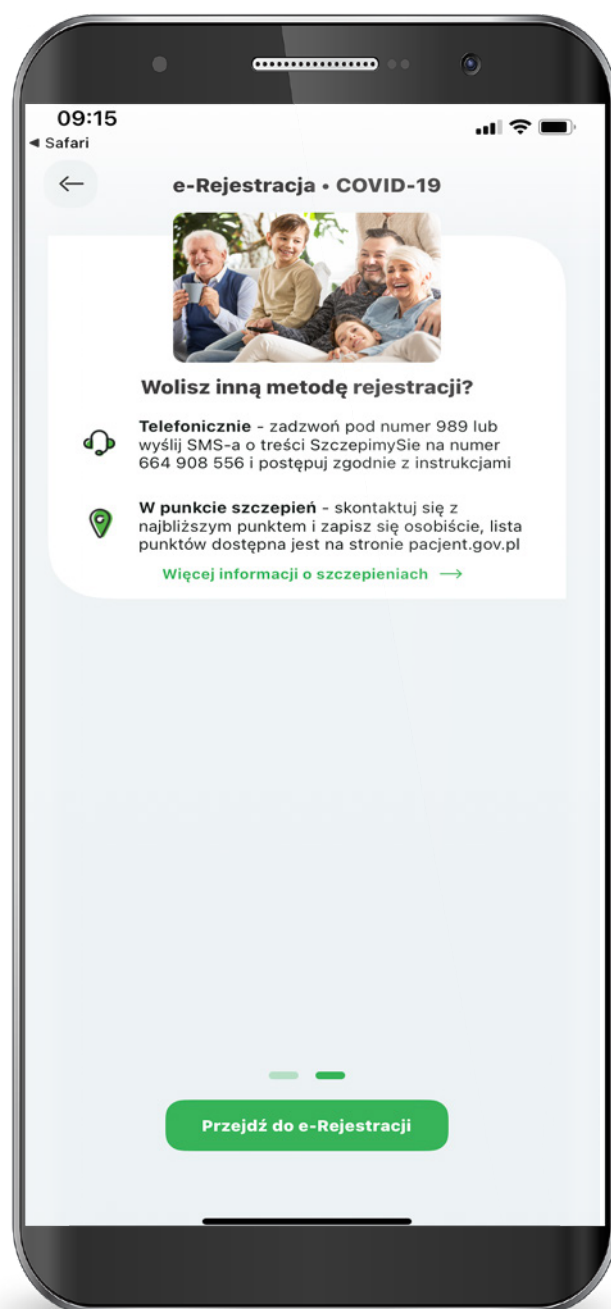 09:15
◄ Safari
e-Rejestracja • COVID-19
Wolisz inną metodę rejestracji?
Telefonicznie - zadzwoń pod numer 989 lub
wyślij SMS-a o treści SzczepimySie na numer
664 908 556 i postępuj zgodnie z instrukcjami
W punkcie szczepień - skontaktuj się z
najbliższym punktem i zapisz się osobiście, lista
punktów dostępna jest na stronie pacjent.gov.pl
Więcej informacji o szczepieniach →
Przejdź do e-Rejestracji